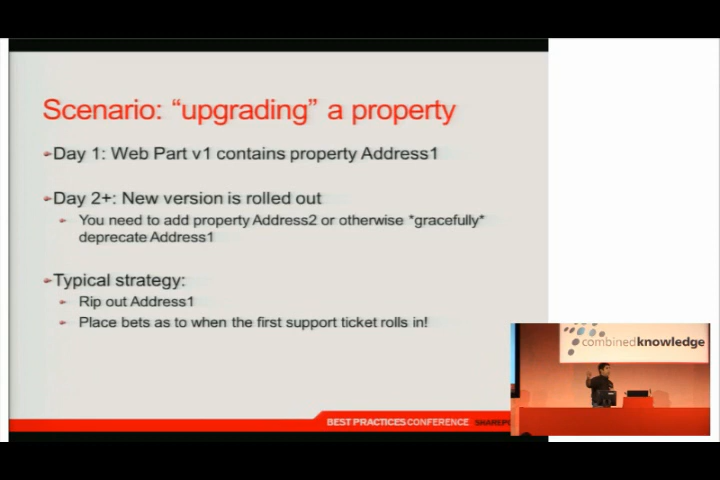 Scenario: "upgrading" a property
Day 1: Web Part v1 contains property Address1
Day 2+: New version is rolled out
You need to add property Address2 or otherwise *gracefully*
deprecate Address1
Typical strategy:
Rip out Address1
Place bets as to when the first support ticket rolls in!
combinedknowledge
BEST PRACTICES CONFERENCE